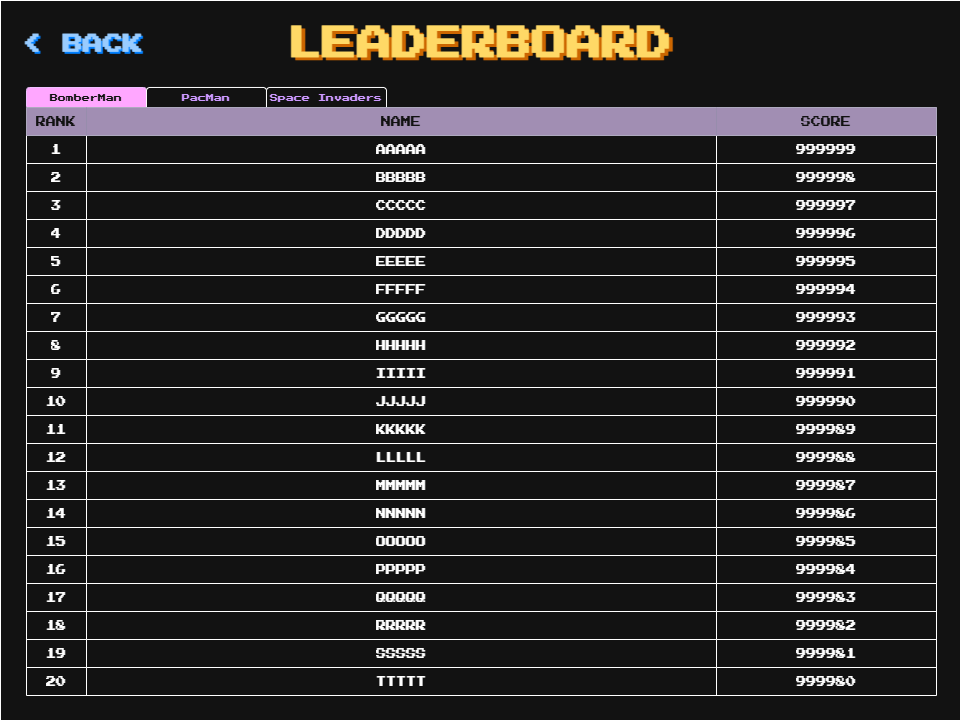 < BACK LEADERBOARD
BomberMan PacMan Space Invaders
RANK NAME SCORE
1 AAAAA 999999
2 BBBBB 999998
3 CCCCC 999997
4 DDDDD 999996
5 EEEEE 999995
6 FFFFF 999994
7 GGGGG 999993
8 HHHHH 999992
9 IIIII 999991
10 JJJJJ 999990
11 KKKKK 999989
12 LLLLL 999988
13 MMMMM 999987
14 NNNNN 999986
15 OOOOO 999985
16 PPPPP 999984
17 QQQQQ 999983
18 RRRRR 999982
19 SSSSS 999981
20 TTTTT 999980